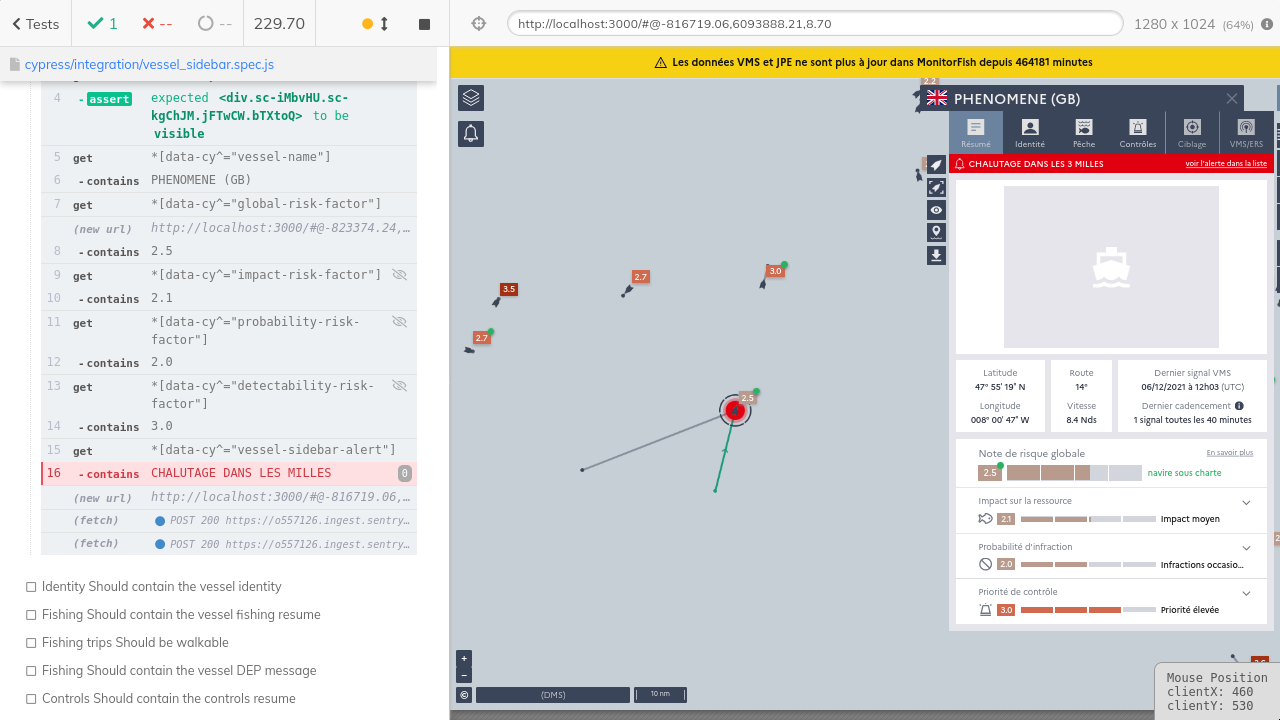 Tests
1
--
--
229.70
http://localhost:3000/#@-816719.06,6093888.21,8.70
1280 x 1024 (64%)
cypress/integration/vessel_sidebar.spec.js
4 - assert expected <div.sc-iMbvHU.sc-
kgChJM.jFTwCW.bTXtoQ> to be
visible
5 get *[data-cy^="vessel-name"]
6 - contains PHENOMENE (GB)
7 get *[data-cy^="global-risk-factor"]
(new url) http://localhost:3000/#@-823374.24,…
8 - contains 2.5
9 get *[data-cy^="impact-risk-factor"]
10 - contains 2.1
11 get *[data-cy^="probability-risk-
factor"]
12 - contains 2.0
13 get *[data-cy^="detectability-risk-
factor"]
14 - contains 3.0
15 get *[data-cy^="vessel-sidebar-alert"]
16 - contains CHALUTAGE DANS LES MILLES 0
(new url) http://localhost:3000/#@-816719.06,…
(fetch) POST 200 https://o557126.ingest.sentry…
(fetch) POST 200 https://o557126.ingest.sentry…
Identity Should contain the vessel identity
Fishing Should contain the vessel fishing resume
Fishing trips Should be walkable
Fishing Should contain the vessel DEP message
Controls Should contain the controls resume
Les données VMS et JPE ne sont plus à jour dans MonitorFish depuis 464181 minutes
3.5
2.7
3.0
2.7
2.5
PHENOMENE (GB)
Résumé
Identité
Pêche
Contrôles
Ciblage
VMS/ERS
CHALUTAGE DANS LES 3 MILLES
voir l'alerte dans la liste
Latitude
47° 55′ 19″ N
Longitude
008° 00′ 47″ W
Route
14°
Vitesse
8.4 Nds
Dernier signal VMS
06/12/2021 à 12h03 (UTC)
Dernier cadencement
1 signal toutes les 40 minutes
Note de risque globale
En savoir plus
2.5
navire sous charte
Impact sur la ressource
2.1
Impact moyen
Probabilité d'infraction
2.0
Infractions occasio…
Priorité de contrôle
3.0
Priorité élevée
+
–
©
(DMS)
10 nm
Mouse Position
clientX: 460
clientY: 530